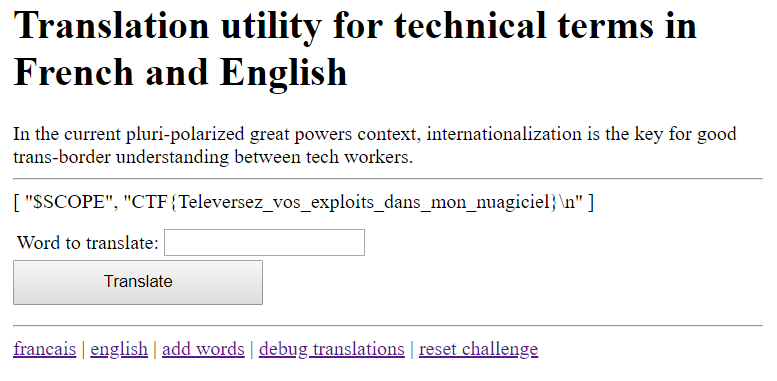 Translation utility for technical terms in
French and English
In the current pluri-polarized great powers context, internationalization is the key for good
trans-border understanding between tech workers.
[ "$SCOPE", "CTF{Televersez_vos_exploits_dans_mon_nuagiciel}\n" ]
Word to translate:
Translate
francais | english | add words | debug translations | reset challenge